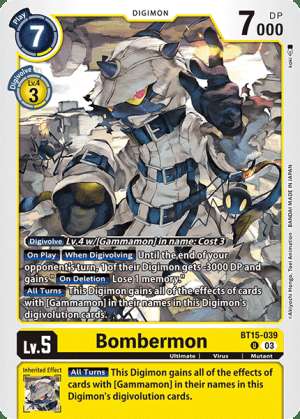 DIGIMON
Play
7
7 DP
000
Digivolve
Lv.4
3
Digivolve Lv.4 w/[Gammamon] in name: Cost 3
On Play When Digivolving Until the end of your
opponent's turn, 1 of their Digimon gets -3000 DP and
gains " On Deletion Lose 1 memory."
All Turns This Digimon gains all of the effects of cards
with [Gammamon] in their names in this Digimon's
digivolution cards.
©Akiyoshi Hongo, Toei Animation · BANDAI MADE IN JAPAN
Lv.5
Bombermon
BT15-039
U 03
Ultimate Virus Mutant
Inherited Effect
All Turns This Digimon gains all of the effects of
cards with [Gammamon] in their names in this
Digimon's digivolution cards.